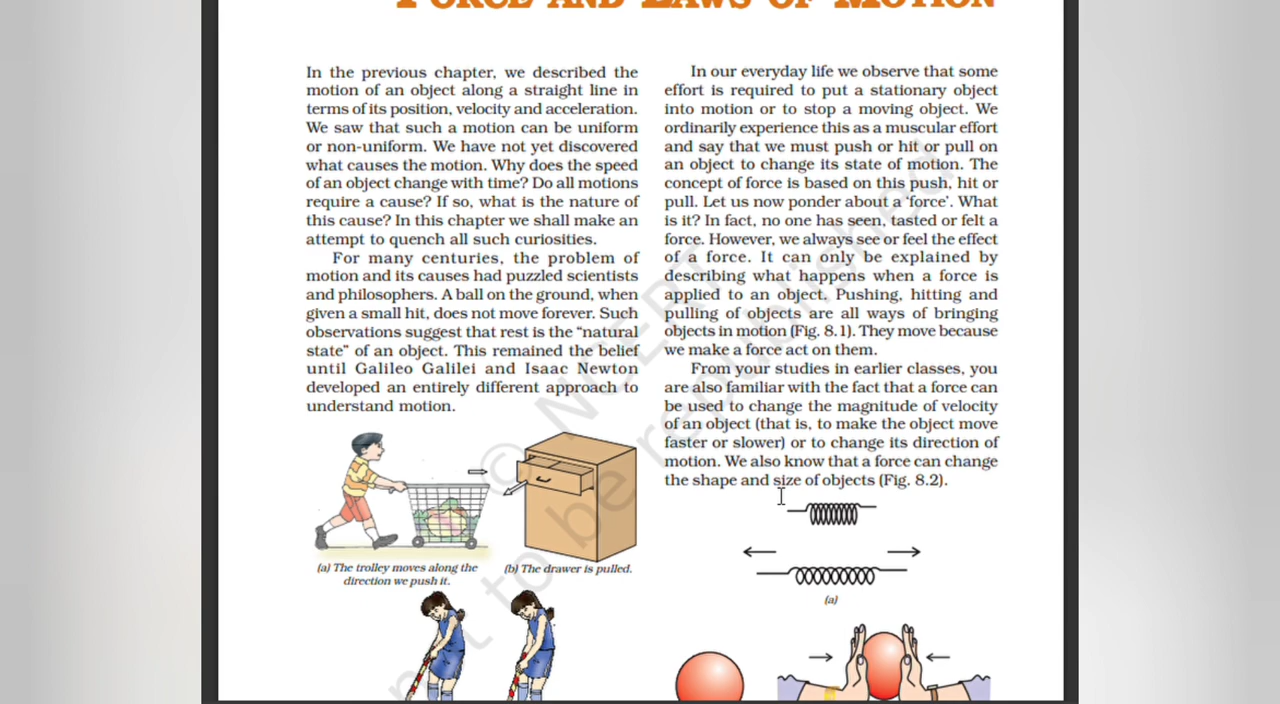 FORCE AND LAWS OF MOTION
In the previous chapter, we described the
motion of an object along a straight line in
terms of its position, velocity and acceleration.
We saw that such a motion can be uniform
or non-uniform. We have not yet discovered
what causes the motion. Why does the speed
of an object change with time? Do all motions
require a cause? If so, what is the nature of
this cause? In this chapter we shall make an
attempt to quench all such curiosities.
For many centuries, the problem of
motion and its causes had puzzled scientists
and philosophers. A ball on the ground, when
given a small hit, does not move forever. Such
observations suggest that rest is the “natural
state” of an object. This remained the belief
until Galileo Galilei and Isaac Newton
developed an entirely different approach to
understand motion.
(a) The trolley moves along the
direction we push it.
(b) The drawer is pulled.
In our everyday life we observe that some
effort is required to put a stationary object
into motion or to stop a moving object. We
ordinarily experience this as a muscular effort
and say that we must push or hit or pull on
an object to change its state of motion. The
concept of force is based on this push, hit or
pull. Let us now ponder about a ‘force’. What
is it? In fact, no one has seen, tasted or felt a
force. However, we always see or feel the effect
of a force. It can only be explained by
describing what happens when a force is
applied to an object. Pushing, hitting and
pulling of objects are all ways of bringing
objects in motion (Fig. 8.1). They move because
we make a force act on them.
From your studies in earlier classes, you
are also familiar with the fact that a force can
be used to change the magnitude of velocity
of an object (that is, to make the object move
faster or slower) or to change its direction of
motion. We also know that a force can change
the shape and size of objects (Fig. 8.2).
(a)
© NCERT
not to be republished